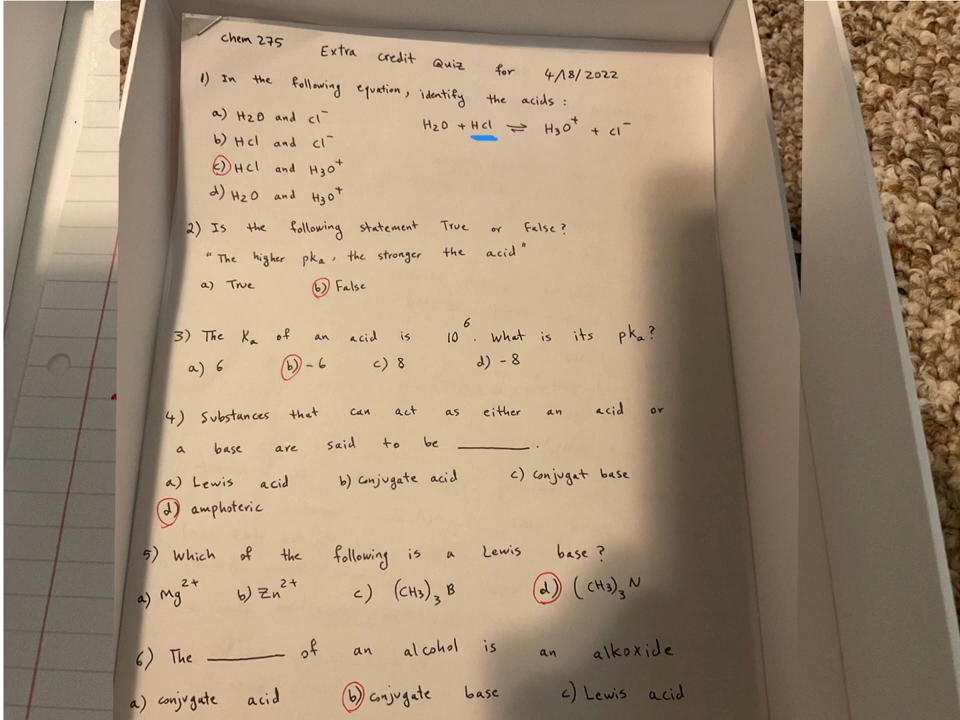 Chem 275 Extra credit Quiz for 4/18/2022
1) In the following equation, identify the acids :
a) H2O and Cl⁻
H2O + HCl ⇌ H3O⁺ + Cl⁻
b) HCl and Cl⁻
c) HCl and H3O⁺
d) H2O and H3O⁺
2) Is the following statement True or False?
"The higher pka, the stronger the acid"
a) True b) False
3) The Ka of an acid is 10⁶. What is its pka?
a) 6 b) -6 c) 8 d) -8
4) Substances that can act as either an acid or
a base are said to be ______.
a) Lewis acid b) conjugate acid c) conjugat base
d) amphoteric
5) Which of the following is a Lewis base?
a) Mg²⁺ b) Zn²⁺ c) (CH3)₃ B d) (CH3)₃ N
6) The ______ of an alcohol is an alkoxide
a) conjugate acid b) conjugate base c) Lewis acid